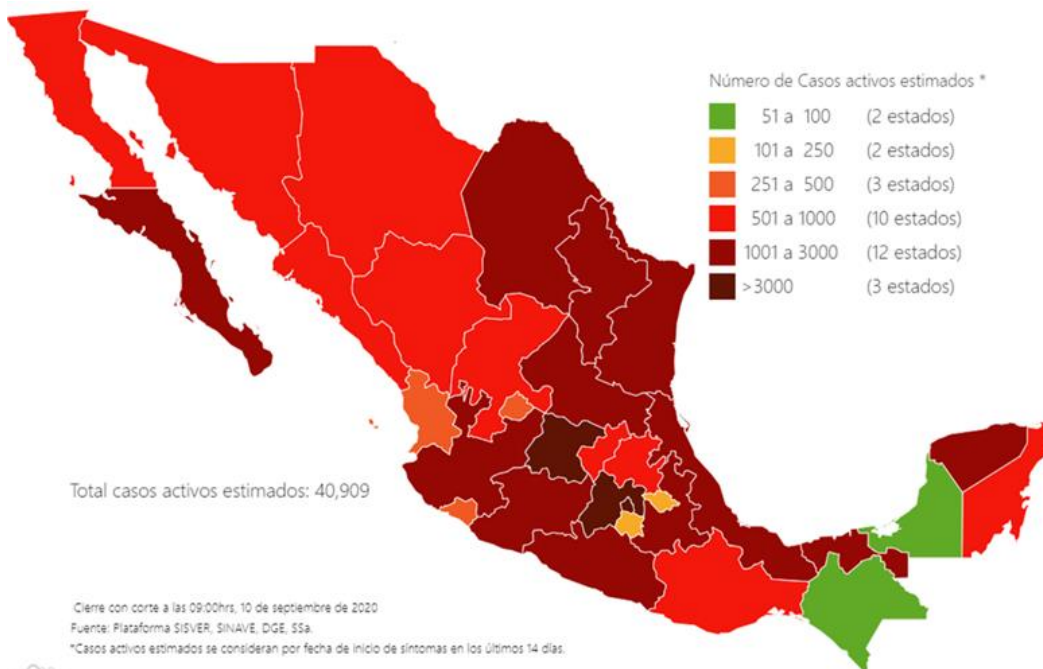 Número de Casos activos estimados *
51 a 100 (2 estados)
101 a 250 (2 estados)
251 a 500 (3 estados)
501 a 1000 (10 estados)
1001 a 3000 (12 estados)
>3000 (3 estados)
Total casos activos estimados: 40,909
Cierre con corte a las 09:00hrs, 10 de septiembre de 2020
Fuente: Plataforma SISVER, SINAVE, DGE, SSa.
*Casos activos estimados se consideran por fecha de inicio de síntomas en los últimos 14 días.